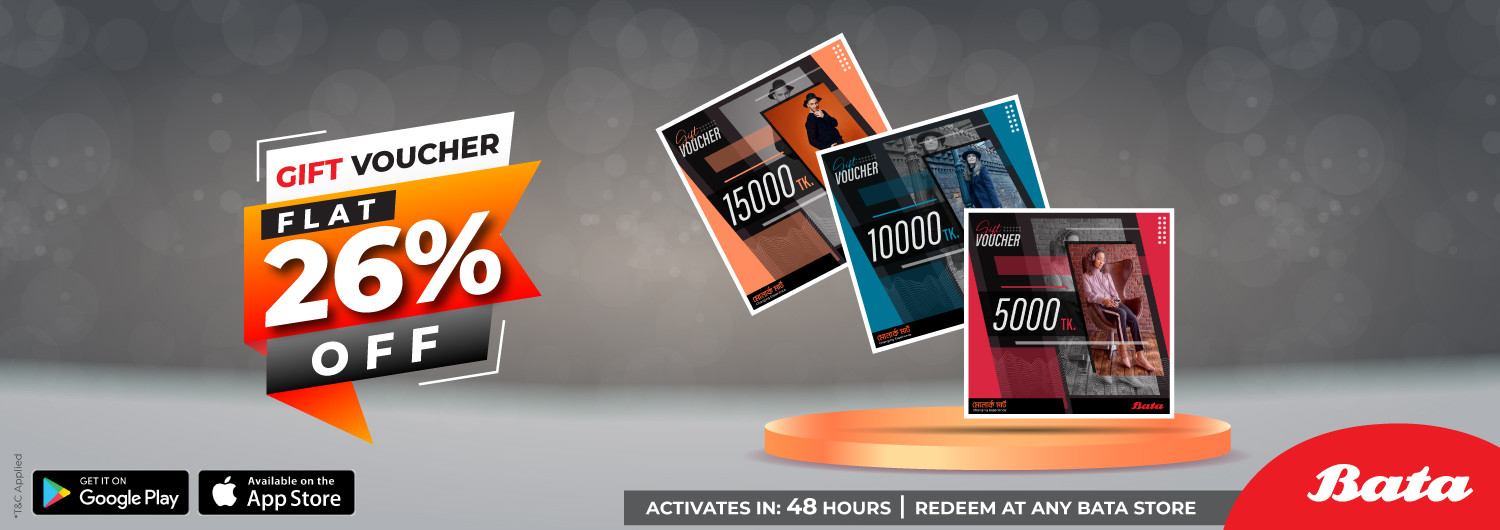 GIFT VOUCHER
FLAT
26%
OFF
Gift
VOUCHER
15000 TK.
Gift
VOUCHER
10000 TK.
Gift
VOUCHER
5000 TK.
Bata
*T&C Applied
GET IT ON
Google Play
Available on the
App Store
ACTIVATES IN: 48 HOURS | REDEEM AT ANY BATA STORE
Bata